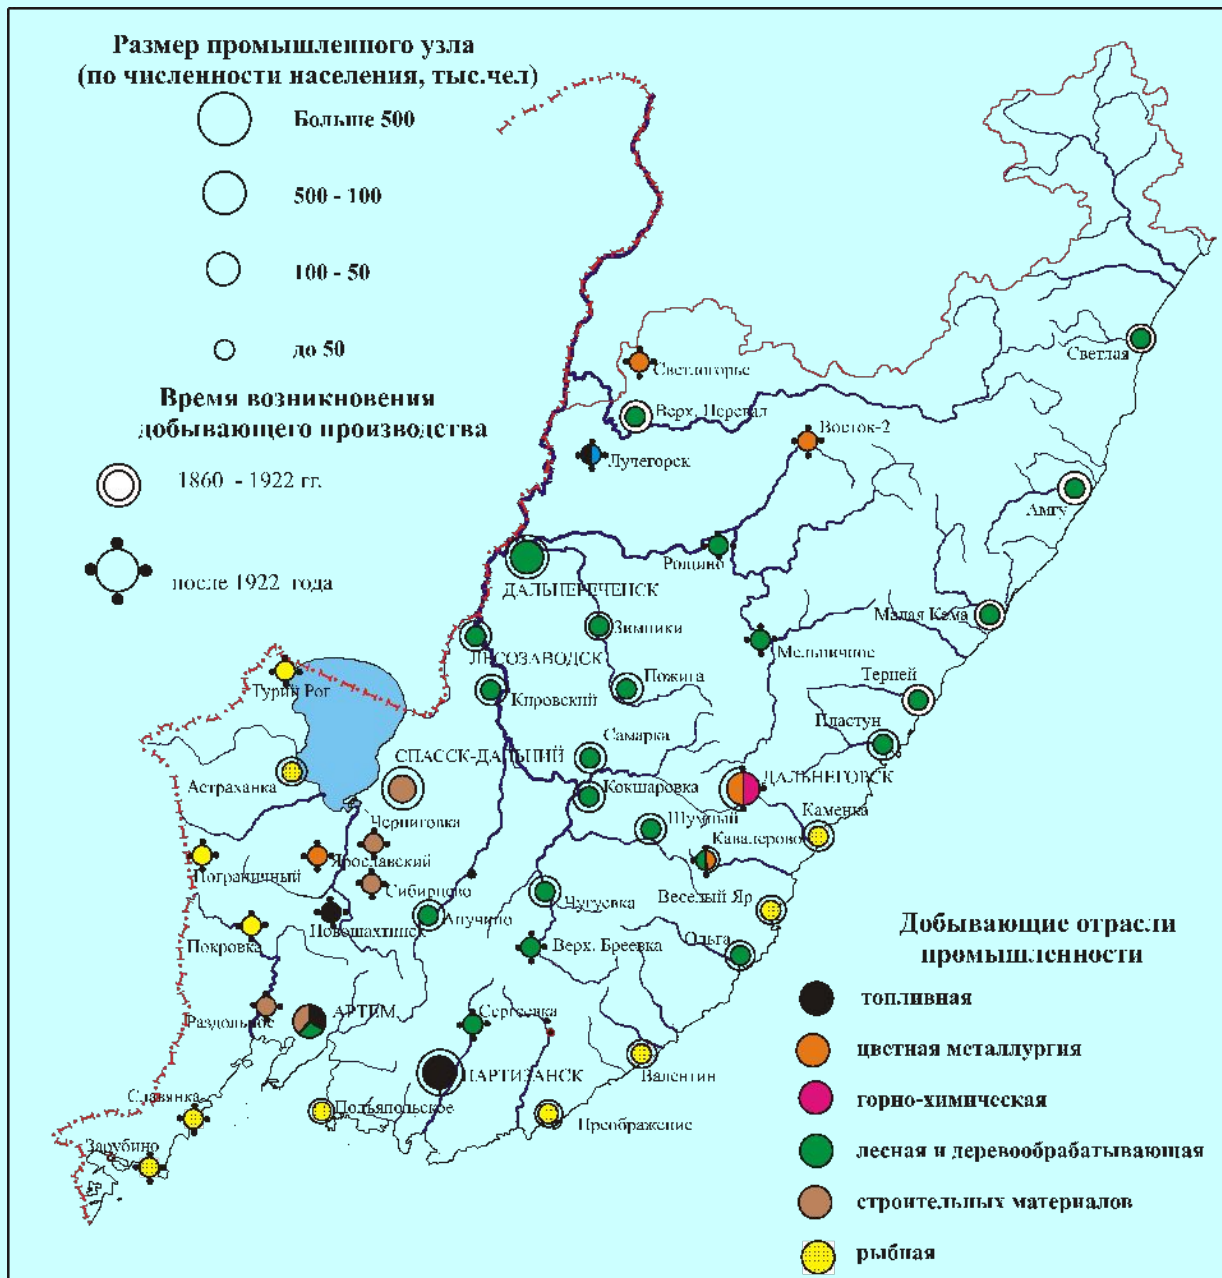 Размер промышленного узла
(по численности населения, тыс.чел)
Больше 500
500 - 100
100 - 50
до 50
Время возникновения
добывающего производства
1860 - 1922 гг.
после 1922 года
Светлая
Светлогорье
Верх. Перевал
Восток-2
Лучегорск
Амгу
Рощино
ДАЛЬНЕРЕЧЕНСК
Малая Кема
Зимники
Мельничное
ЛЕСОЗАВОДСК
Турий Рог
Терней
Пожига
Кировский
Пластун
Самарка
СПАССК-ДАЛЬНИЙ
ДАЛЬНЕГОРСК
Астраханка
Кокшаровка
Каменка
Черниговка
Шумный
Кавалерово
Ярославский
Пограничный
Сибирцево
Чугуевка
Веселый Яр
Новошахтинск
Анучино
Покровка
Верх. Бреевка
Ольга
Добывающие отрасли
промышленности
топливная
Раздольное
АРТЕМ
Сергеевка
цветная металлургия
ПАРТИЗАНСК
Валентин
Славянка
Подъяпольское
Преображение
горно-химическая
Зарубино
лесная и деревообрабатывающая
строительных материалов
рыбная